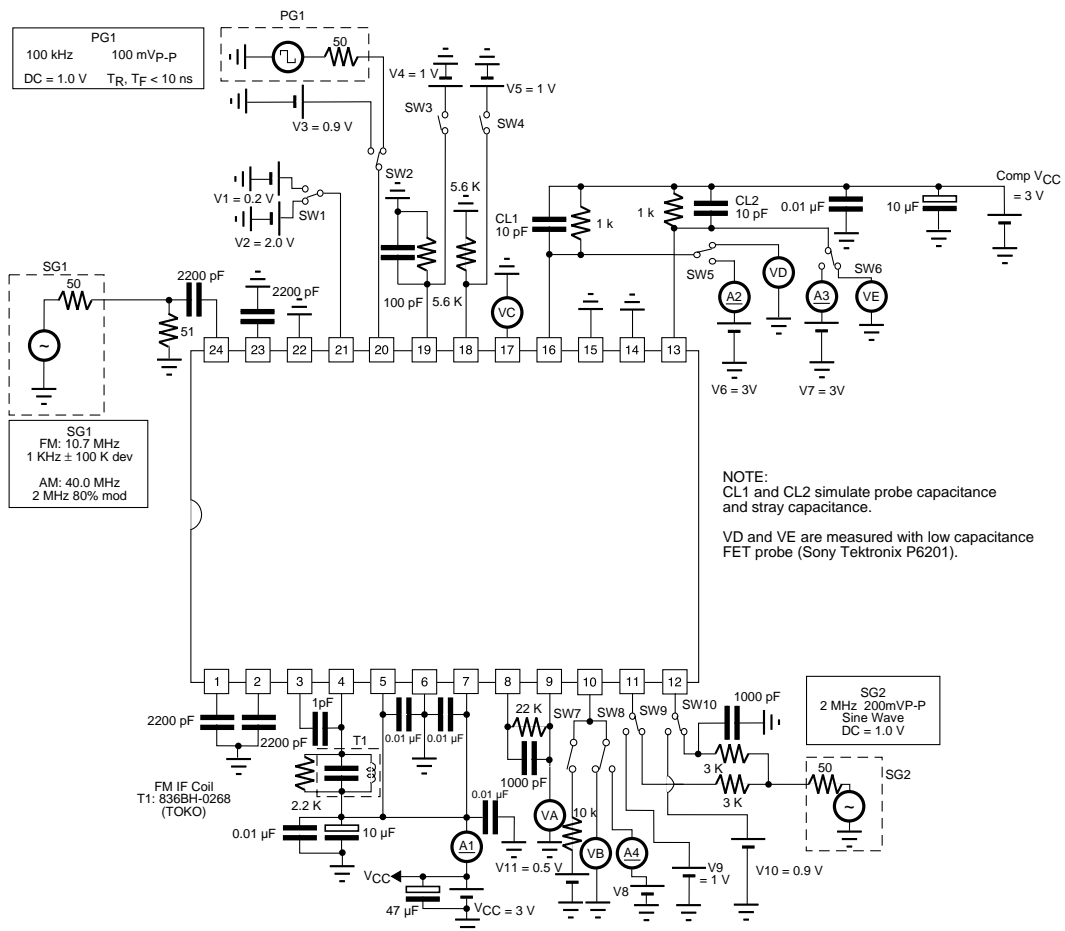 PG1
PG1
100 kHz 100 mVP-P
DC = 1.0 V TR, TF < 10 ns
50
V4 = 1 V
V5 = 1 V
SW3
SW4
V3 = 0.9 V
SW2
V1 = 0.2 V
SW1
V2 = 2.0 V
5.6 K
100 pF
5.6 K
CL1
10 pF
1 k
1 k
CL2
10 pF
0.01 µF
10 µF
Comp VCC
= 3 V
SW5
VD
SW6
A2
A3
VE
V6 = 3V
V7 = 3V
VC
SG1
50
2200 pF
51
2200 pF
~
SG1
FM: 10.7 MHz
1 KHz ± 100 K dev
AM: 40.0 MHz
2 MHz 80% mod
24 23 22 21 20 19 18 17 16 15 14 13
NOTE:
CL1 and CL2 simulate probe capacitance
and stray capacitance.
VD and VE are measured with low capacitance
FET probe (Sony Tektronix P6201).
1 2 3 4 5 6 7 8 9 10 11 12
2200 pF
2200 pF
1pF
T1
2.2 K
FM IF Coil
T1: 836BH-0268
(TOKO)
0.01 µF
10 µF
0.01 µF
0.01 µF
0.01 µF
A1
VCC
47 µF
VCC = 3 V
22 K
1000 pF
VA
SW7
SW8
SW9
SW10
10 k
V11 = 0.5 V
VB
A4
V8
V9
= 1 V
V10 = 0.9 V
1000 pF
3 K
3 K
50
SG2
~
SG2
2 MHz 200mVP-P
Sine Wave
DC = 1.0 V